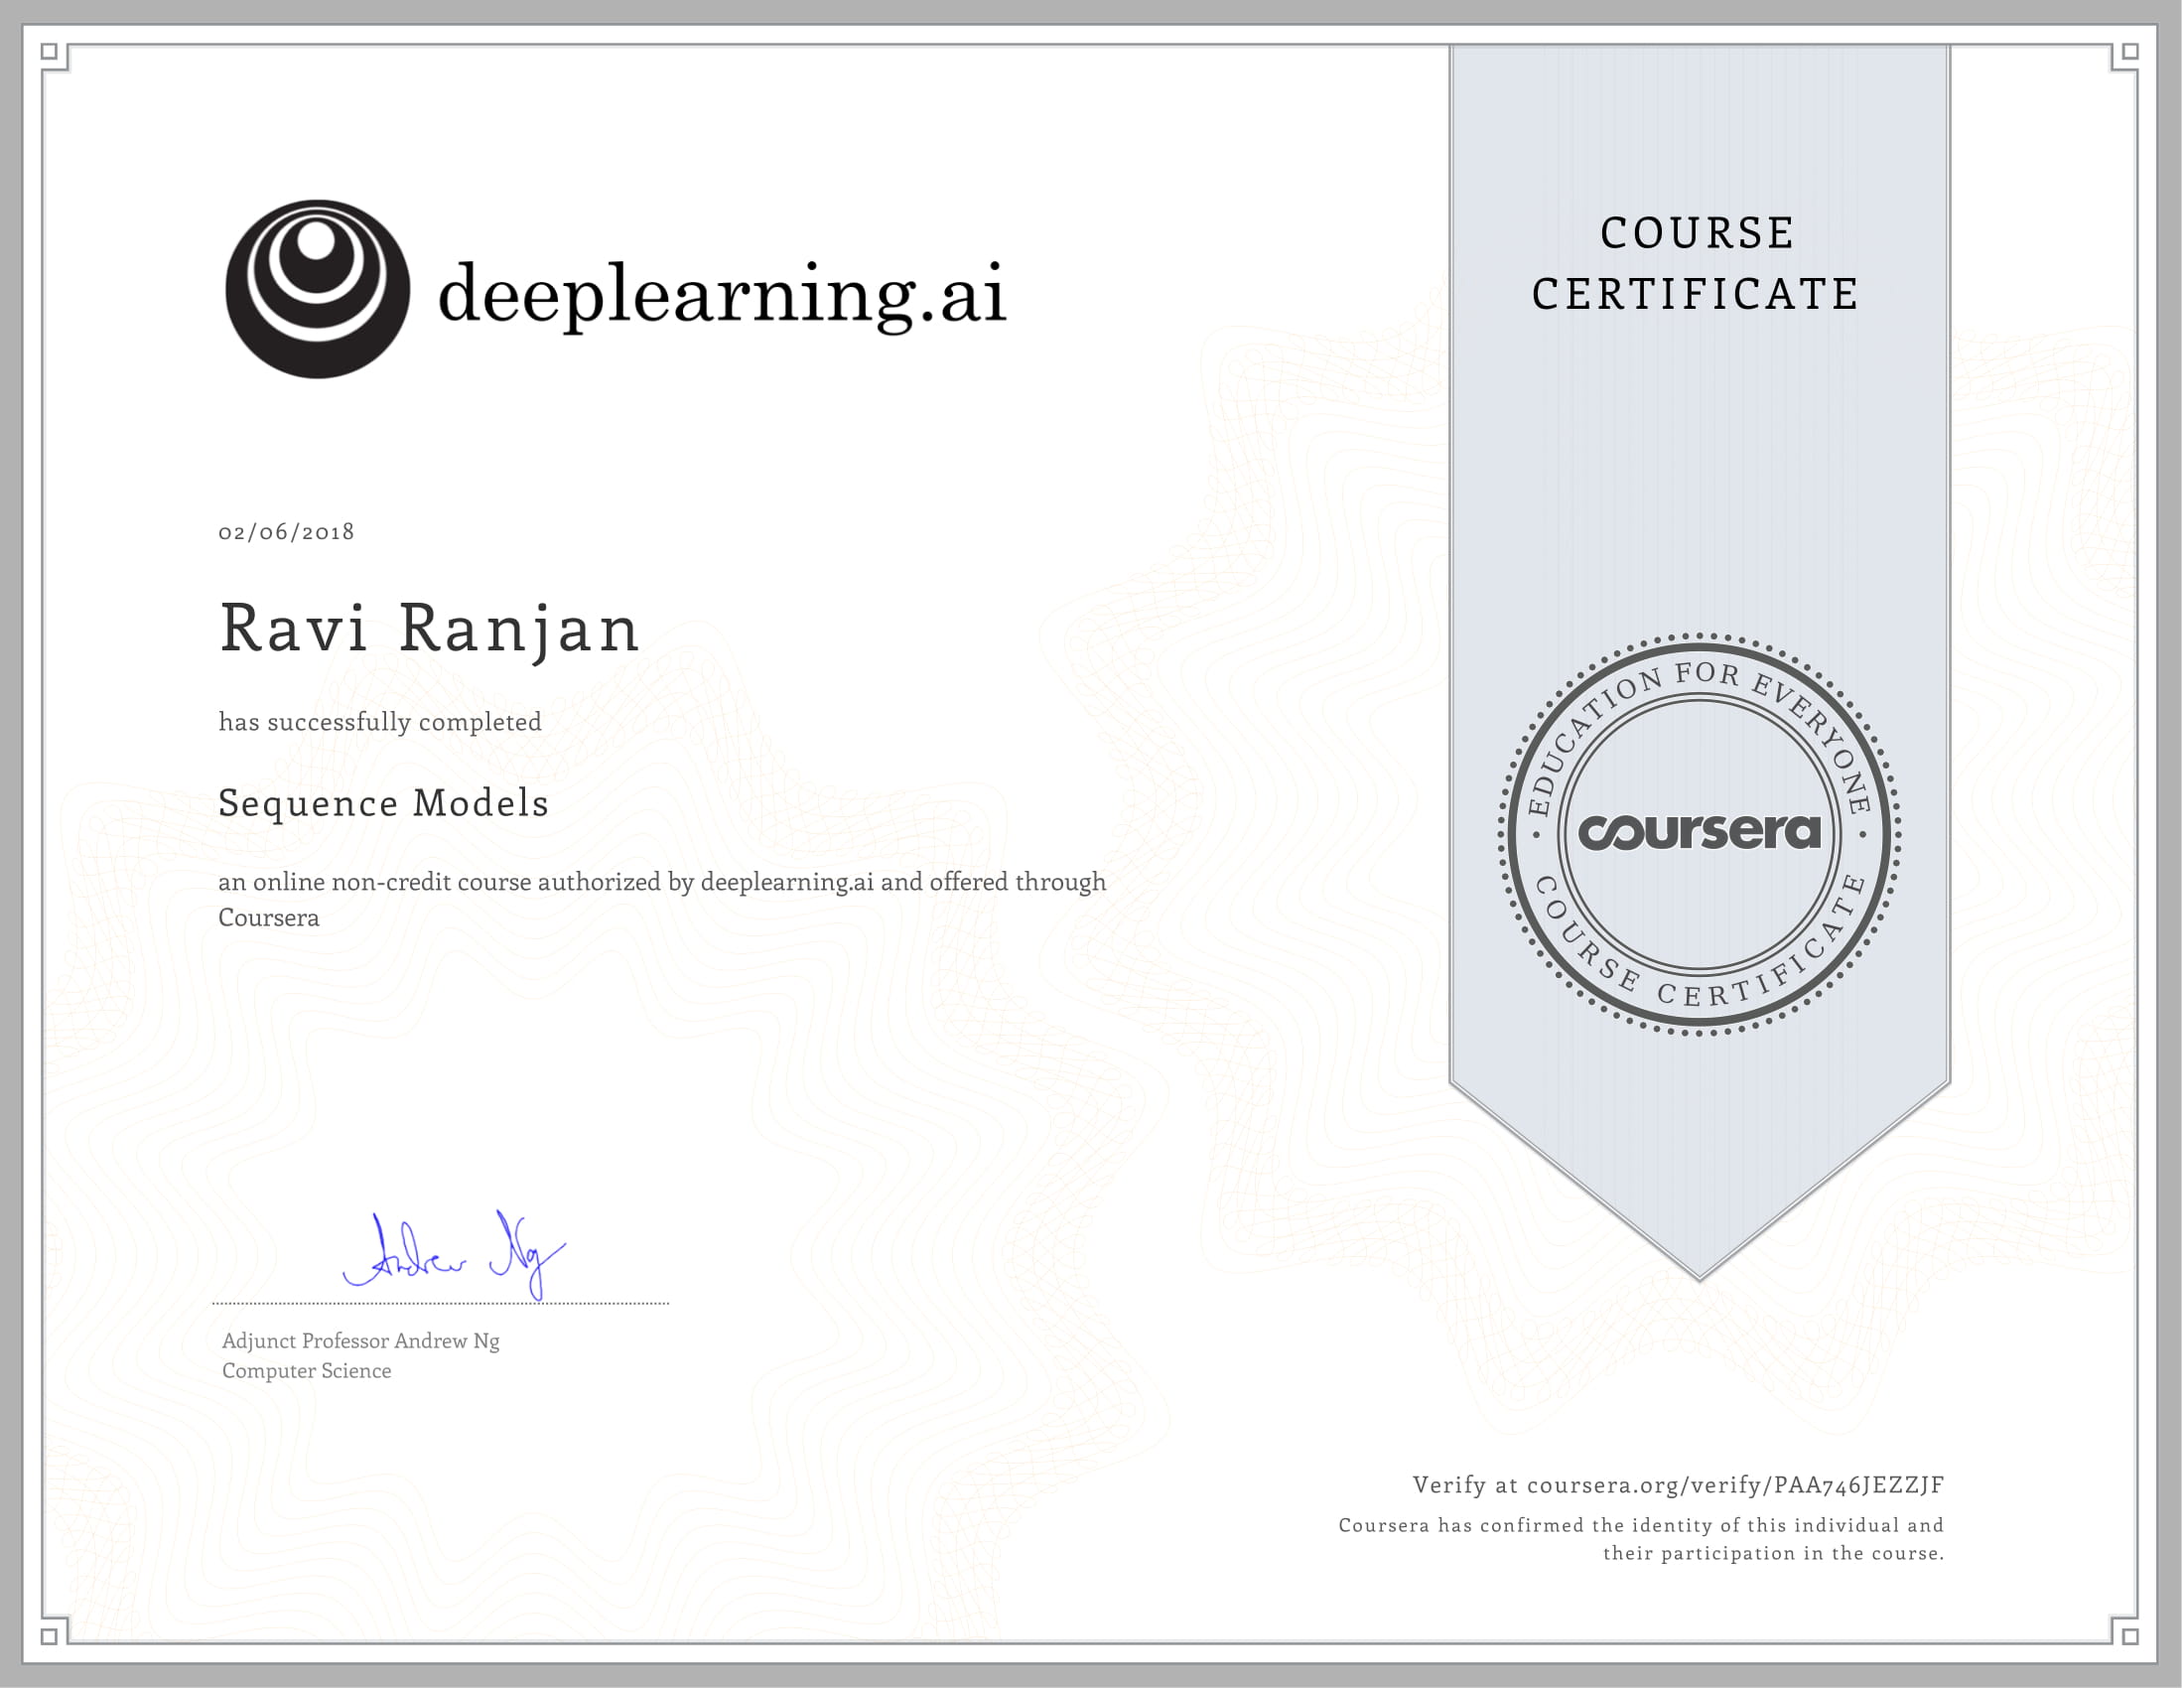 deeplearning.ai
COURSE
CERTIFICATE
02/06/2018
Ravi Ranjan
has successfully completed
Sequence Models
an online non-credit course authorized by deeplearning.ai and offered through
Coursera
EDUCATION FOR EVERYONE
coursera
COURSE CERTIFICATE
Andrew Ng
Adjunct Professor Andrew Ng
Computer Science
Verify at coursera.org/verify/PAA746JEZZJF
Coursera has confirmed the identity of this individual and
their participation in the course.